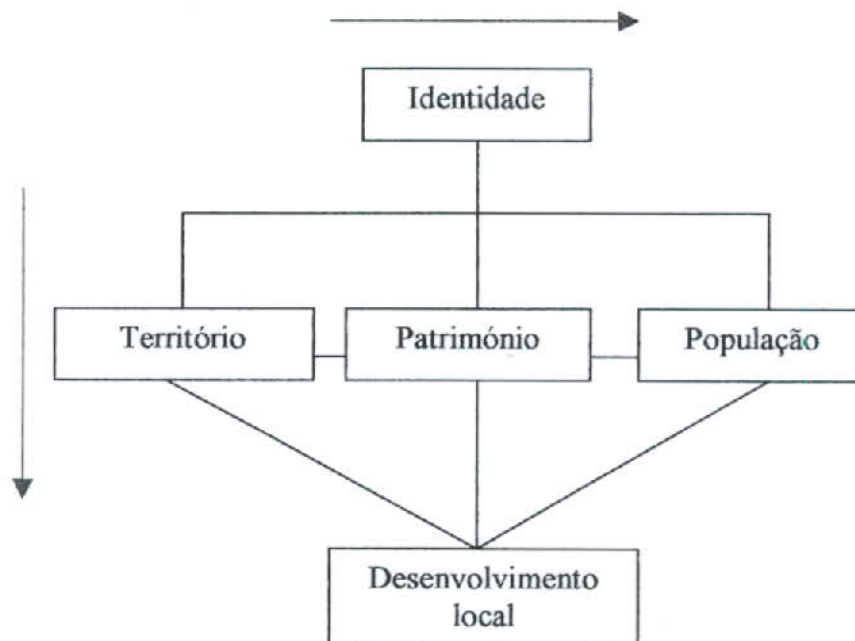 Identidade
Território
Património
População
Desenvolvimento
local